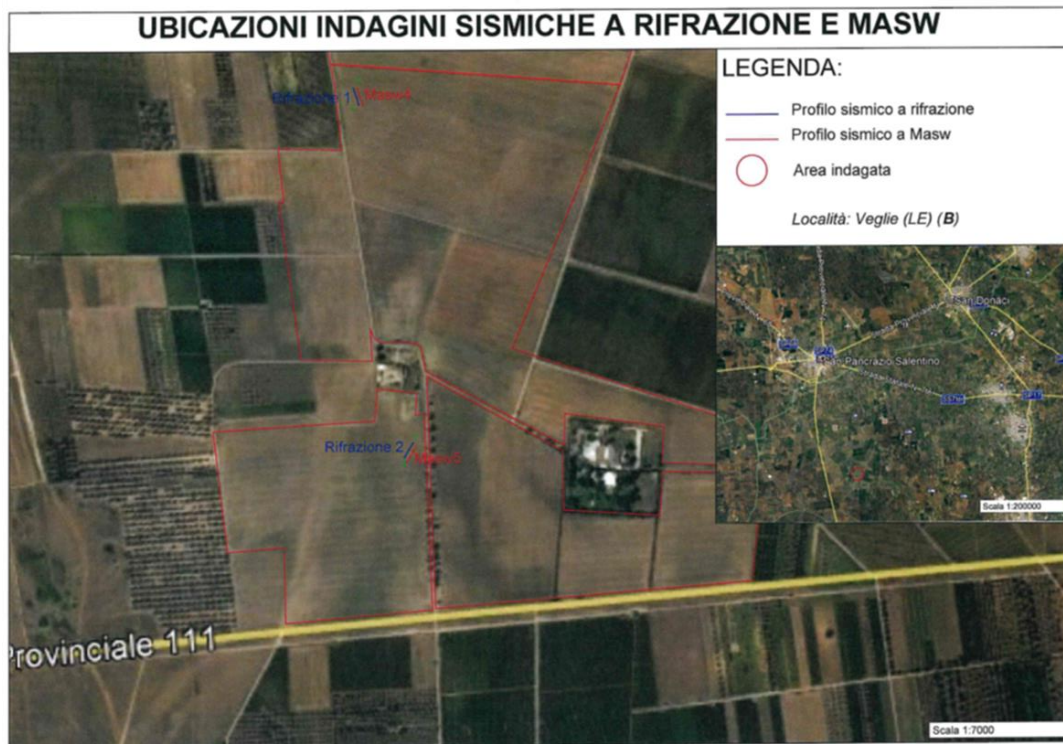 UBICAZIONI INDAGINI SISMICHE A RIFRAZIONE E MASW
LEGENDA:
Profilo sismico a rifrazione
Profilo sismico a Masw
Area indagata
Località: Veglie (LE) (B)
Rifrazione 1
San Donaci
San Pancrazio Salentino
Scala 1:200000
Rifrazione 2
Provinciale 111
Scala 1:7000